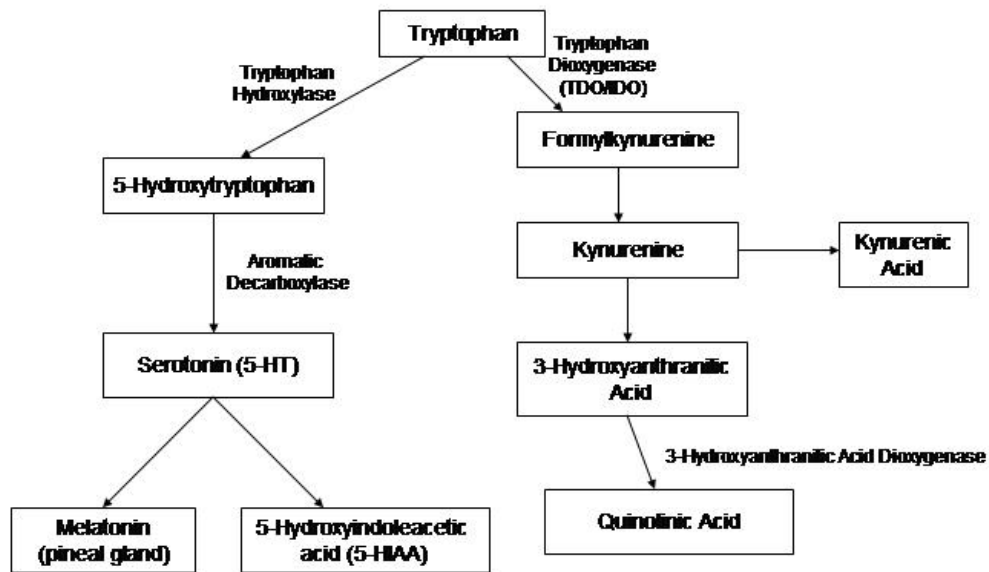 Tryptophan
Tryptophan
Hydroxylase
Tryptophan
Dioxygenase
(TDO/IDO)
Formylkynurenine
5-Hydroxytryptophan
Kynurenine
Kynurenic
Acid
Aromatic
Decarboxylase
Serotonin (5-HT)
3-Hydroxyanthranilic
Acid
3-Hydroxyanthranilic Acid Dioxygenase
Melatonin
(pineal gland)
5-Hydroxyindoleacetic
acid (5-HIAA)
Quinolinic Acid